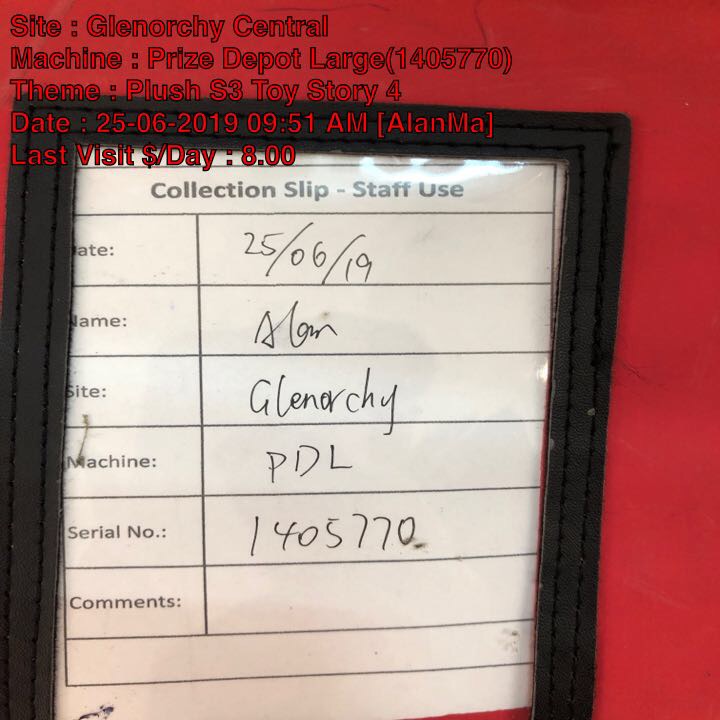 Site : Glenorchy Central
Machine : Prize Depot Large(1405770)
Theme : Plush S3 Toy Story 4
Date : 25-06-2019 09:51 AM [AlanMa]
Last Visit $/Day : 8.00
Collection Slip - Staff Use
ate: 25/06/19
Name: Alan
Site: Glenorchy
Machine: PDL
Serial No.: 1405770
Comments: